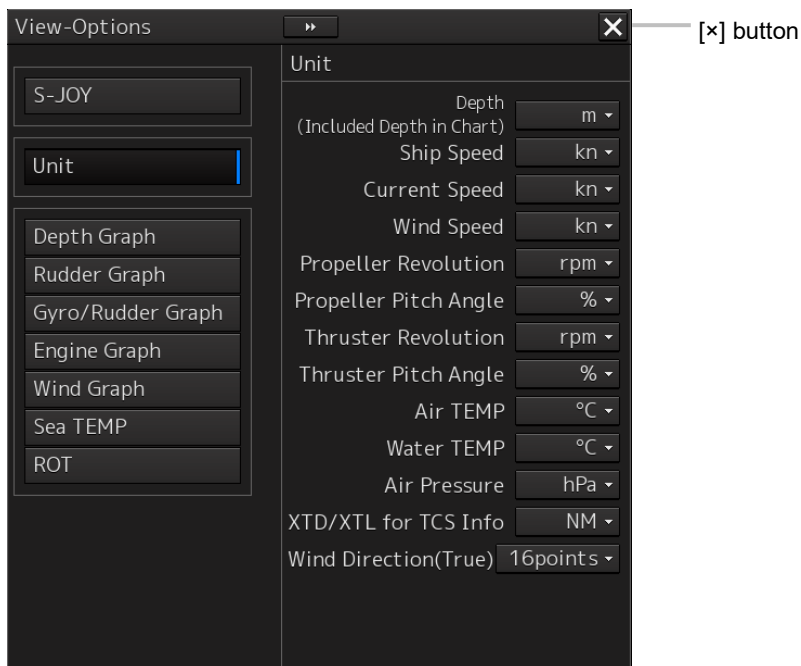 View-Options
[×] button
S-JOY
Unit
Depth Graph
Rudder Graph
Gyro/Rudder Graph
Engine Graph
Wind Graph
Sea TEMP
ROT
Unit
Depth
(Included Depth in Chart) m
Ship Speed kn
Current Speed kn
Wind Speed kn
Propeller Revolution rpm
Propeller Pitch Angle %
Thruster Revolution rpm
Thruster Pitch Angle %
Air TEMP °C
Water TEMP °C
Air Pressure hPa
XTD/XTL for TCS Info NM
Wind Direction(True) 16points